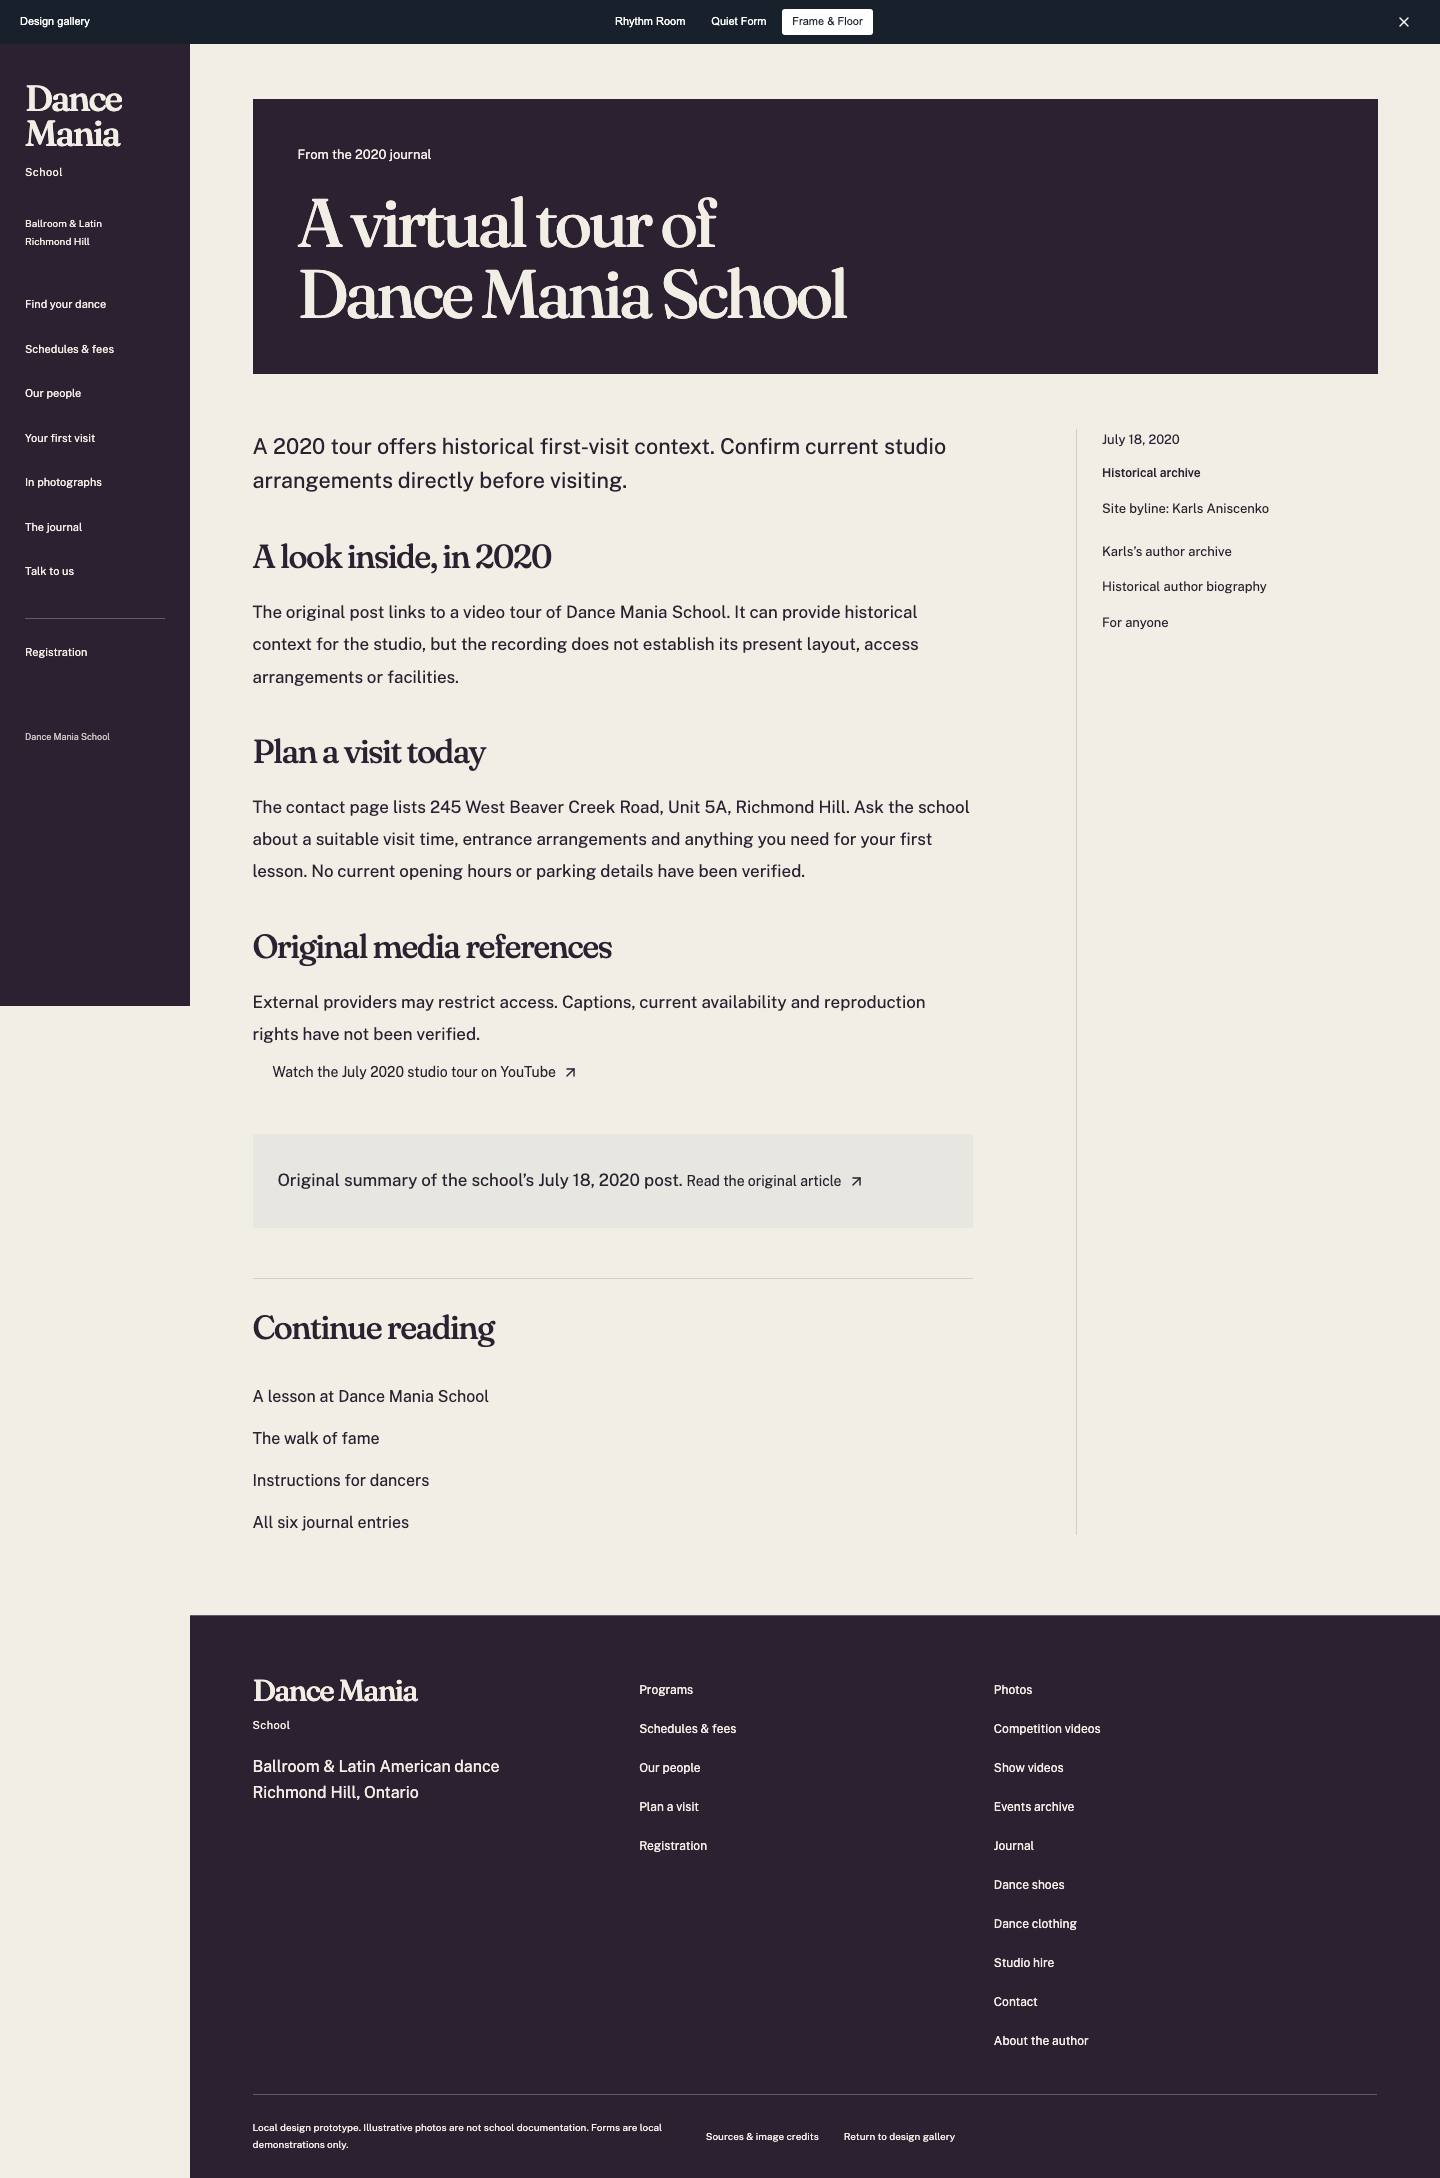 Design gallery
Rhythm Room
Quiet Form
Frame & Floor
Dance
Mania
School
Ballroom & Latin
Richmond Hill
Find your dance
Schedules & fees
Our people
Your first visit
In photographs
The journal
Talk to us
Registration
Dance Mania School
From the 2020 journal
A virtual tour of
Dance Mania School
A 2020 tour offers historical first-visit context. Confirm current studio
arrangements directly before visiting.
A look inside, in 2020
The original post links to a video tour of Dance Mania School. It can provide historical
context for the studio, but the recording does not establish its present layout, access
arrangements or facilities.
Plan a visit today
The contact page lists 245 West Beaver Creek Road, Unit 5A, Richmond Hill. Ask the school
about a suitable visit time, entrance arrangements and anything you need for your first
lesson. No current opening hours or parking details have been verified.
Original media references
External providers may restrict access. Captions, current availability and reproduction
rights have not been verified.
Watch the July 2020 studio tour on YouTube
Original summary of the school’s July 18, 2020 post. Read the original article
Continue reading
A lesson at Dance Mania School
The walk of fame
Instructions for dancers
All six journal entries
July 18, 2020
Historical archive
Site byline: Karls Aniscenko
Karls’s author archive
Historical author biography
For anyone
Dance Mania
School
Ballroom & Latin American dance
Richmond Hill, Ontario
Programs
Schedules & fees
Our people
Plan a visit
Registration
Photos
Competition videos
Show videos
Events archive
Journal
Dance shoes
Dance clothing
Studio hire
Contact
About the author
Local design prototype. Illustrative photos are not school documentation. Forms are local
demonstrations only.
Sources & image credits
Return to design gallery